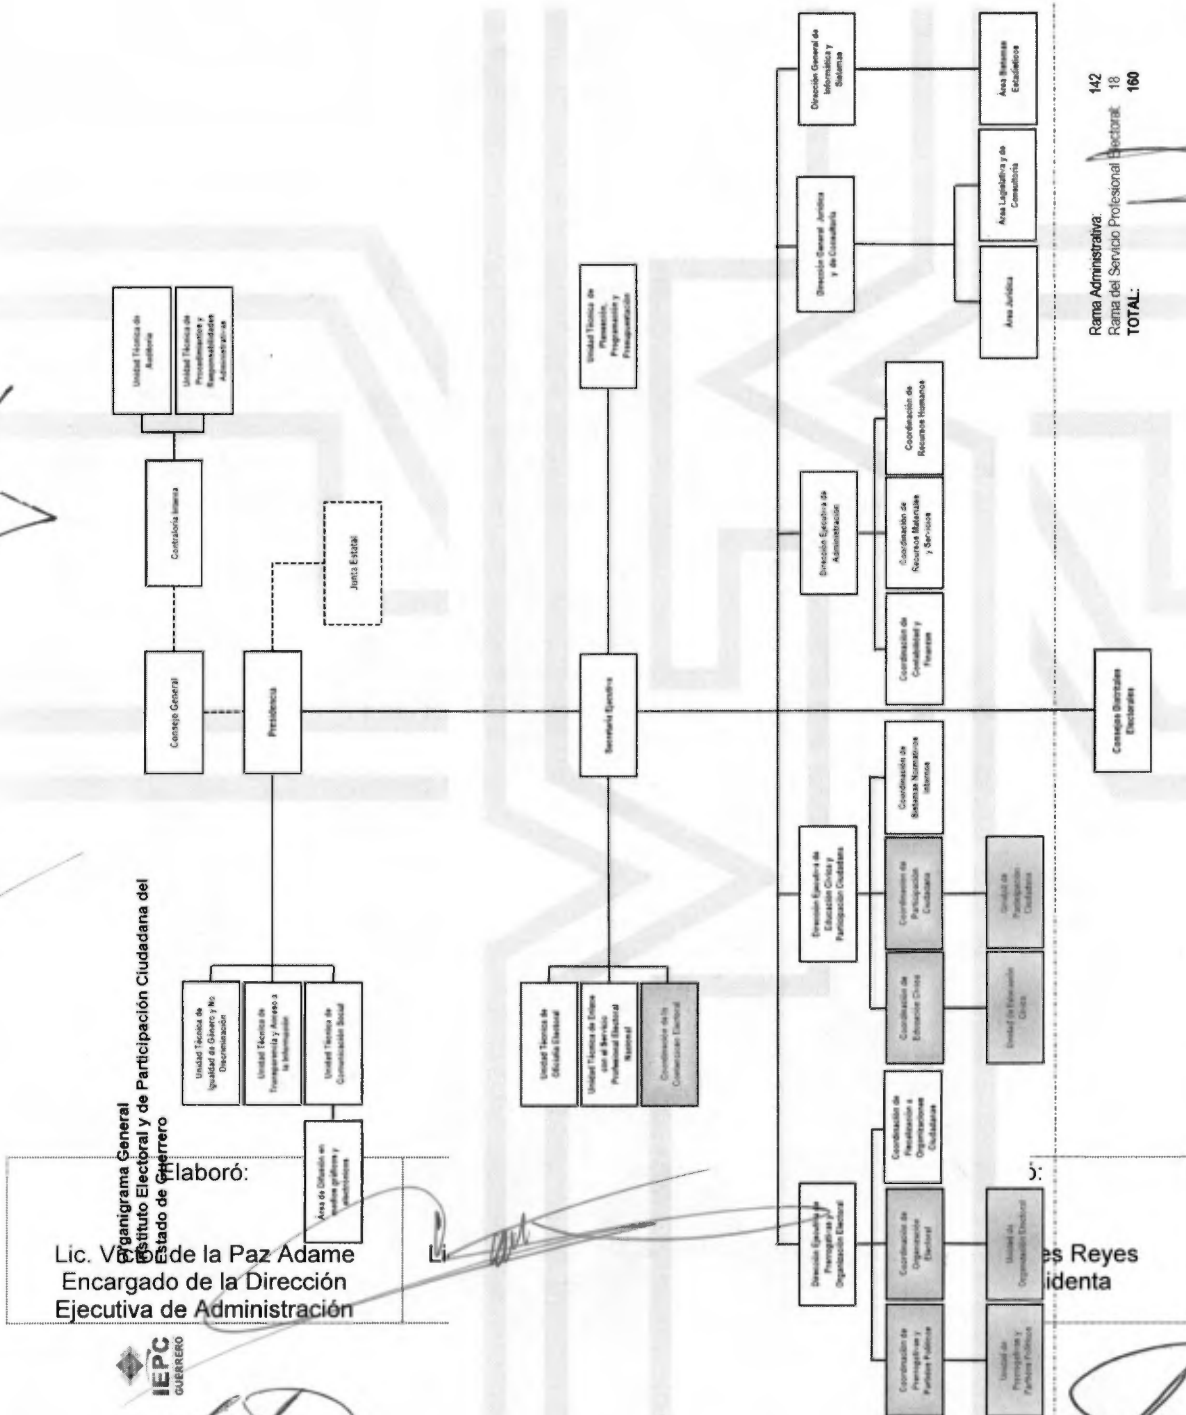 Organigrama General
Instituto Electoral y de Participación Ciudadana del
Estado de Guerrero
IEPC
GUERRERO
Consejo General
Contraloría Interna
Unidad Técnica de
Auditoría
Unidad Técnica de
Procedimientos y
Responsabilidades
Administrativas
Presidencia
Junta Estatal
Unidad Técnica de
Igualdad de Género y No
Discriminación
Unidad Técnica de
Transparencia y Acceso a
la Información
Unidad Técnica de
Comunicación Social
Área de Difusión en
medios gráficos y
electrónicos
Secretaría Ejecutiva
Unidad Técnica de
Planeación,
Programación y
Presupuestación
Unidad Técnica de
Oficialía Electoral
Unidad Técnica de Enlace
con el Servicio
Profesional Electoral
Nacional
Coordinación de lo
Contencioso Electoral
Dirección Ejecutiva de
Prerrogativas y
Organización Electoral
Dirección Ejecutiva de
Educación Cívica y
Participación Ciudadana
Dirección Ejecutiva de
Administración
Dirección General Jurídica
y de Consultoría
Dirección General de
Informática y
Sistemas
Coordinación de
Prerrogativas y
Partidos Políticos
Coordinación de
Organización
Electoral
Coordinación de
Fiscalización a
Organizaciones
Ciudadanas
Coordinación de
Educación Cívica
Coordinación de
Participación
Ciudadana
Coordinación de
Sistemas Normativos
Internos
Coordinación de
Contabilidad y
Finanzas
Coordinación de
Recursos Materiales
y Servicios
Coordinación de
Recursos Humanos
Unidad de
Prerrogativas y
Partidos Políticos
Unidad de
Organización Electoral
Unidad de Educación
Cívica
Unidad de
Participación
Ciudadana
Área Jurídica
Área Legislativa y de
Consultoría
Área Sistemas
Estadísticos
Consejos Distritales
Electorales
Rama Administrativa: 142
Rama del Servicio Profesional Electoral: 18
TOTAL: 160
Elaboró:
Lic. Víctor de la Paz Adame
Encargado de la Dirección
Ejecutiva de Administración
Li
ó:
es Reyes
sidenta